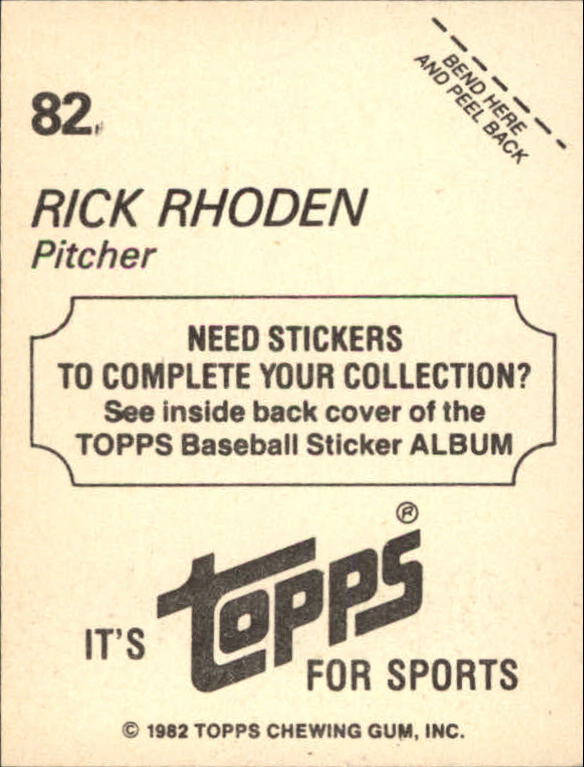 BEND HERE
AND PEEL BACK
82
RICK RHODEN
Pitcher
NEED STICKERS
TO COMPLETE YOUR COLLECTION?
See inside back cover of the
TOPPS Baseball Sticker ALBUM
IT'S topps® FOR SPORTS
© 1982 TOPPS CHEWING GUM, INC.